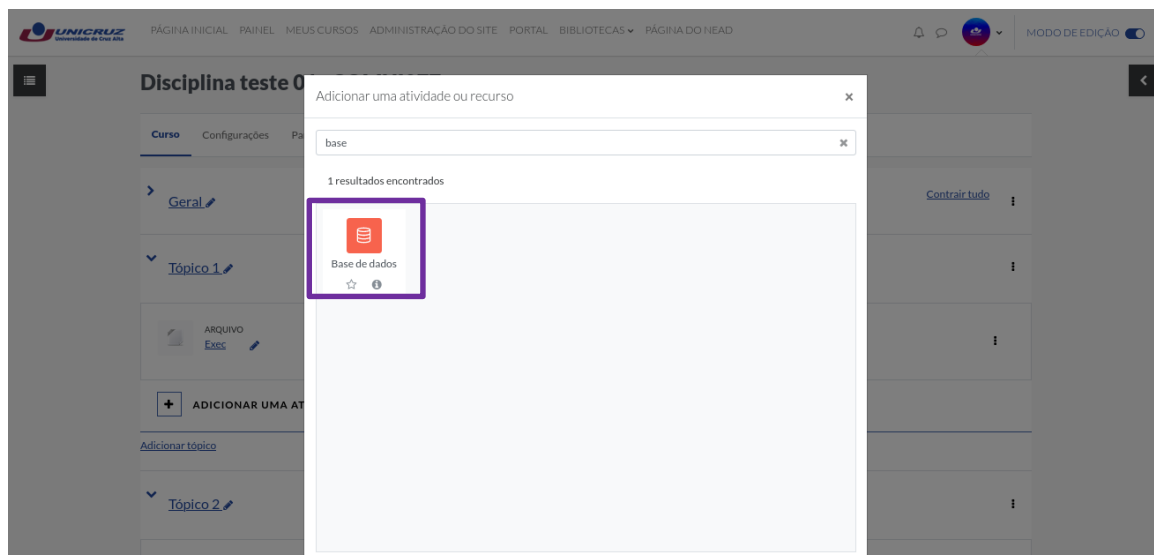 UNICRUZ
Universidade de Cruz Alta
PÁGINA INICIAL PAINEL MEUS CURSOS ADMINISTRAÇÃO DO SITE PORTAL BIBLIOTECAS PÁGINA DO NEAD
MODO DE EDIÇÃO
Disciplina teste 0
Adicionar uma atividade ou recurso
Curso Configurações Pa
base
1 resultados encontrados
Geral
Contrair tudo
Base de dados
Tópico 1
ARQUIVO
Exec
ADICIONAR UMA AT
Adicionar tópico
Tópico 2